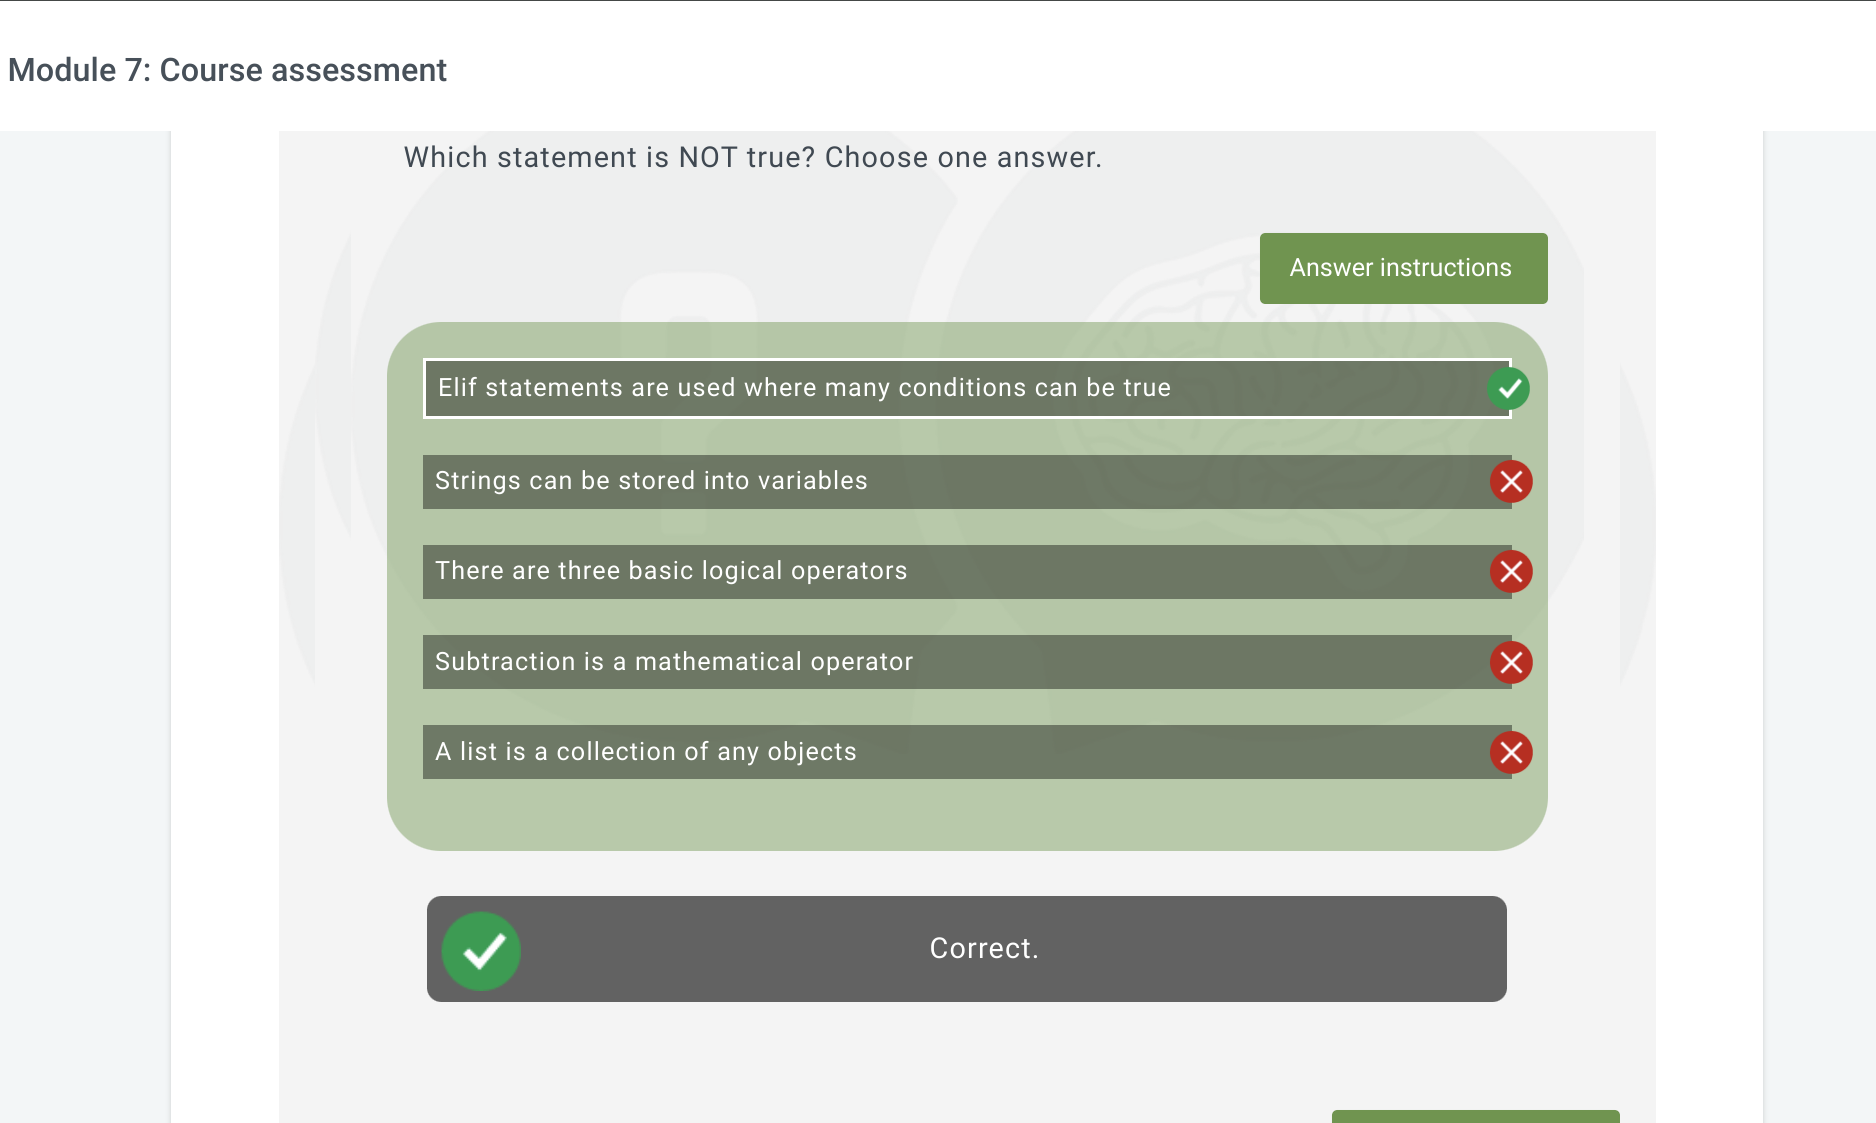 Module 7: Course assessment
Which statement is NOT true? Choose one answer.
Answer instructions
Elif statements are used where many conditions can be true
Strings can be stored into variables
There are three basic logical operators
Subtraction is a mathematical operator
A list is a collection of any objects
Correct.